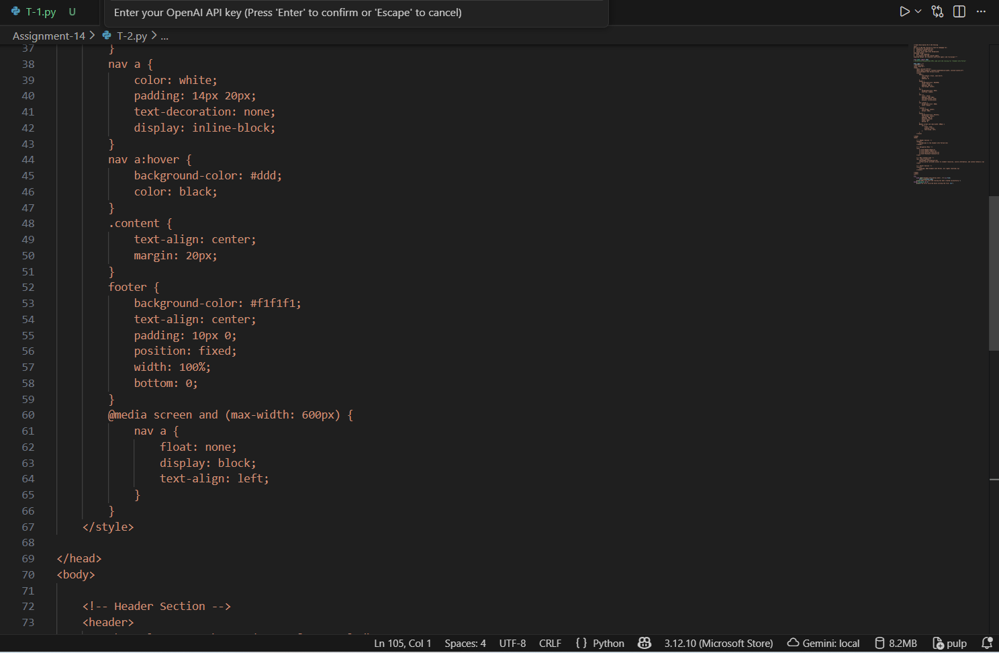 T-1.py U
Enter your OpenAI API key (Press 'Enter' to confirm or 'Escape' to cancel)
Assignment-14 > T-2.py > ...
37 }
38 nav a {
39 color: white;
40 padding: 14px 20px;
41 text-decoration: none;
42 display: inline-block;
43 }
44 nav a:hover {
45 background-color: #ddd;
46 color: black;
47 }
48 .content {
49 text-align: center;
50 margin: 20px;
51 }
52 footer {
53 background-color: #f1f1f1;
54 text-align: center;
55 padding: 10px 0;
56 position: fixed;
57 width: 100%;
58 bottom: 0;
59 }
60 @media screen and (max-width: 600px) {
61 nav a {
62 float: none;
63 display: block;
64 text-align: left;
65 }
66 }
67 </style>
68
69 </head>
70 <body>
71
72 <!-- Header Section -->
73 <header>
Ln 105, Col 1 Spaces: 4 UTF-8 CRLF { } Python 3.12.10 (Microsoft Store) Gemini: local 8.2MB pulp